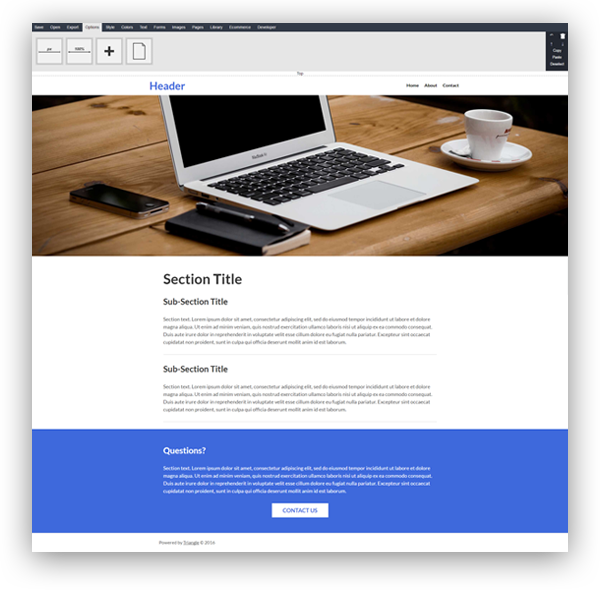 Save Open Export Options Style Colors Text Forms Images Pages Library Ecommerce Developer
px 100%
Copy
Paste
Deselect
Top
Header Home About Contact
MacBook Air
Section Title
Sub-Section Title
Section text. Lorem ipsum dolor sit amet, consectetur adipiscing elit, sed do eiusmod tempor incididunt ut labore et dolore
magna aliqua. Ut enim ad minim veniam, quis nostrud exercitation ullamco laboris nisi ut aliquip ex ea commodo consequat.
Duis aute irure dolor in reprehenderit in voluptate velit esse cillum dolore eu fugiat nulla pariatur. Excepteur sint occaecat
cupidatat non proident, sunt in culpa qui officia deserunt mollit anim id est laborum.
Sub-Section Title
Section text. Lorem ipsum dolor sit amet, consectetur adipiscing elit, sed do eiusmod tempor incididunt ut labore et dolore
magna aliqua. Ut enim ad minim veniam, quis nostrud exercitation ullamco laboris nisi ut aliquip ex ea commodo consequat.
Duis aute irure dolor in reprehenderit in voluptate velit esse cillum dolore eu fugiat nulla pariatur. Excepteur sint occaecat
cupidatat non proident, sunt in culpa qui officia deserunt mollit anim id est laborum.
Questions?
Section text. Lorem ipsum dolor sit amet, consectetur adipiscing elit, sed do eiusmod tempor incididunt ut labore et dolore
magna aliqua. Ut enim ad minim veniam, quis nostrud exercitation ullamco laboris nisi ut aliquip ex ea commodo consequat.
Duis aute irure dolor in reprehenderit in voluptate velit esse cillum dolore eu fugiat nulla pariatur. Excepteur sint occaecat
cupidatat non proident, sunt in culpa qui officia deserunt mollit anim id est laborum.
CONTACT US
Powered by Triangle © 2016